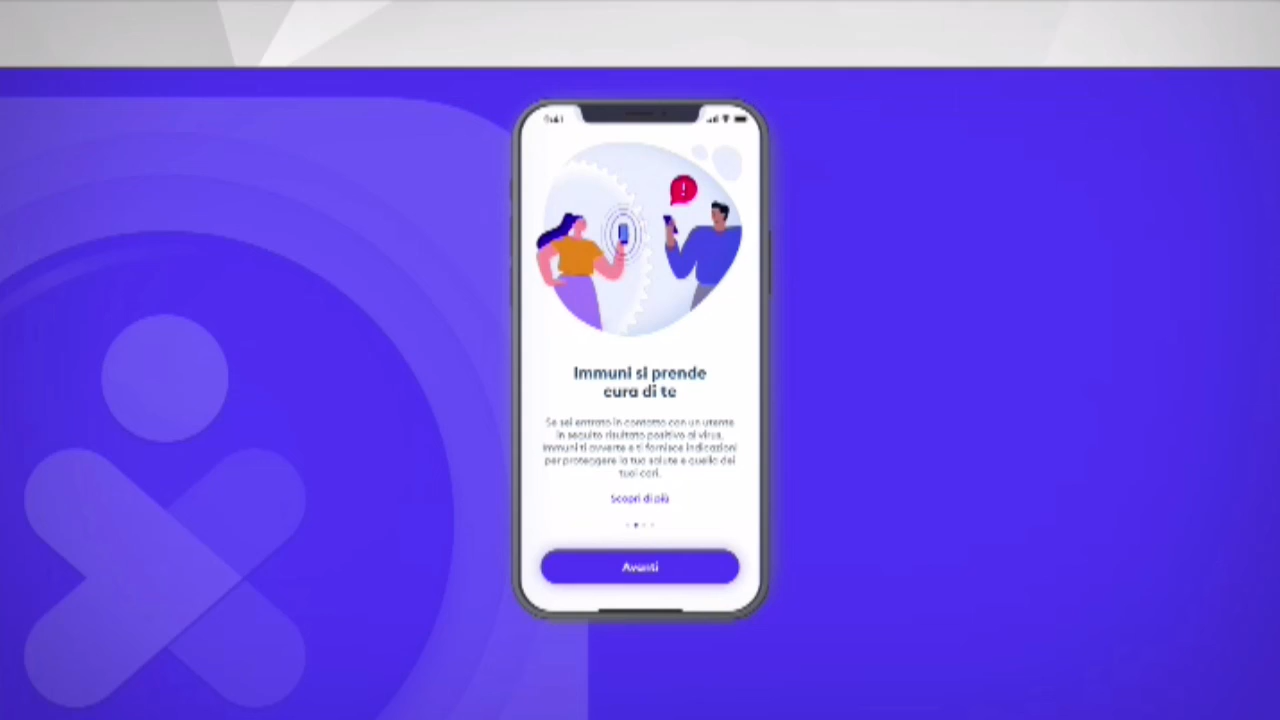 9:41
!
Immuni si prende
cura di te
Se sei entrato in contatto con un utente
in seguito risultato positivo al virus,
Immuni ti avverte e ti fornisce indicazioni
per proteggere la tua salute e quella dei
tuoi cari.
Scopri di più
Avanti